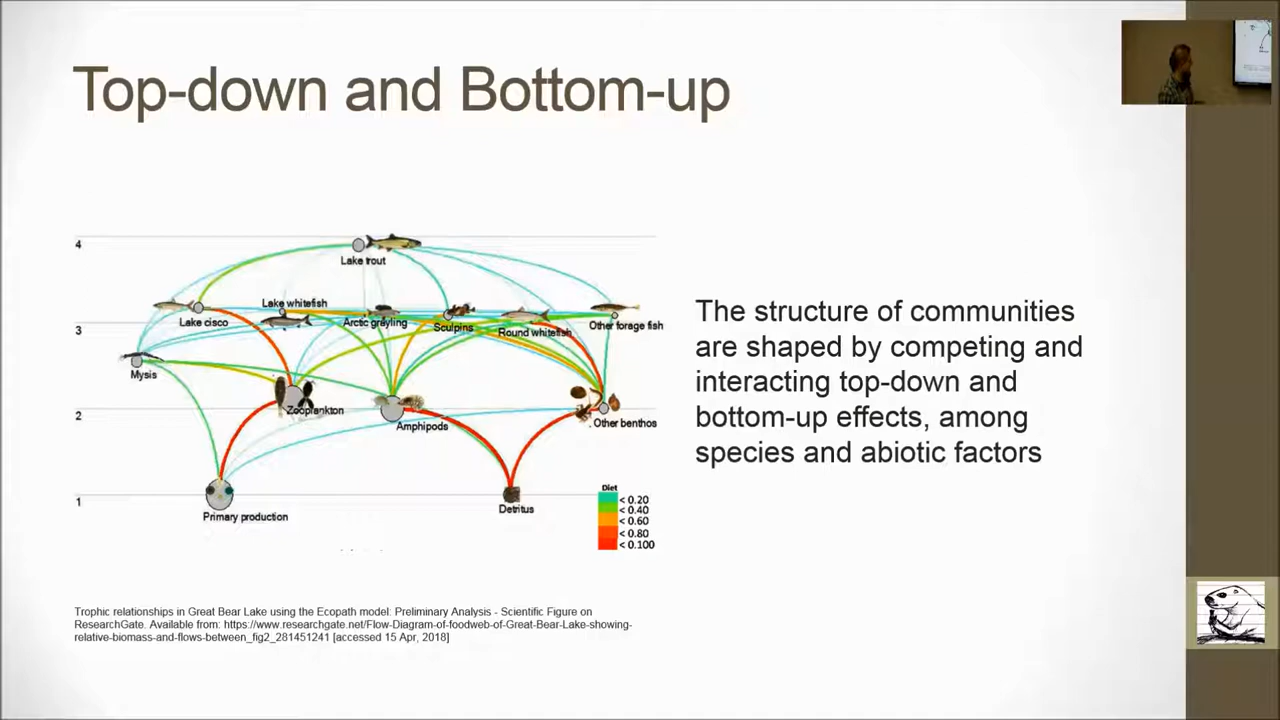 Top-down and Bottom-up
4
Lake trout
Lake whitefish
Lake cisco
Arctic grayling
Sculpins
Round whitefish
Other forage fish
3
Mysis
Zooplankton
2
Amphipods
Other benthos
1
Primary production
Detritus
Diet
< 0.20
< 0.40
< 0.60
< 0.80
< 0.100
The structure of communities
are shaped by competing and
interacting top-down and
bottom-up effects, among
species and abiotic factors
Trophic relationships in Great Bear Lake using the Ecopath model: Preliminary Analysis - Scientific Figure on
ResearchGate. Available from: https://www.researchgate.net/Flow-Diagram-of-foodweb-of-Great-Bear-Lake-showing-
relative-biomass-and-flows-between_fig2_281451241 [accessed 15 Apr, 2018]